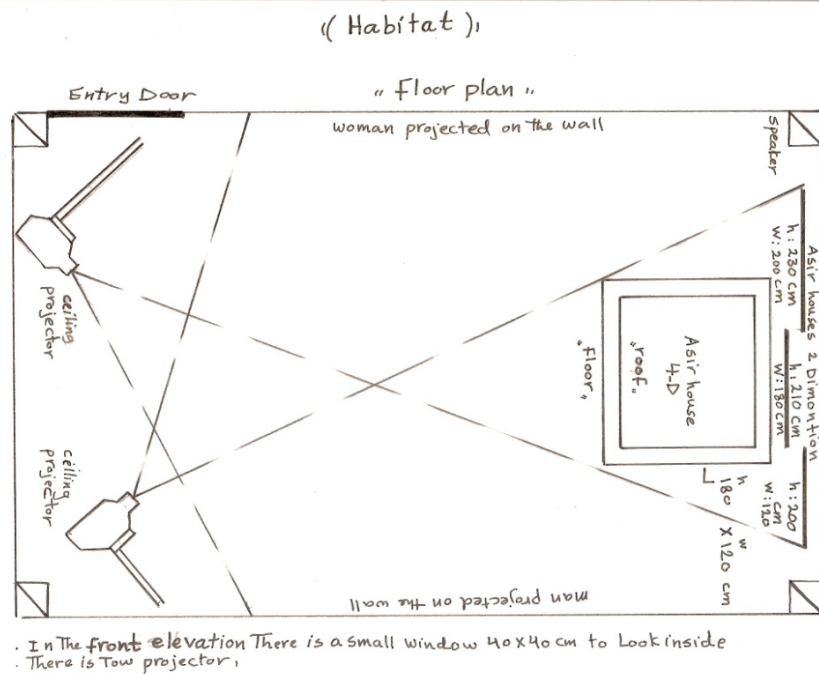 (( Habitat ))
Entry Door
"Floor plan"
woman projected on the wall
speaker
Asir houses 2 Dimontion
h: 230 cm
w: 200 cm
h: 210 cm
w: 180 cm
h: 200
cm
w: 120
Asir house
4-D
"roof"
"Floor"
h w
180 X 120 cm
ceiling
projector
ceiling
projector
man projected on the wall
. In The front elevation There is a small window 40x40 cm to Look inside
. There is Tow projector,